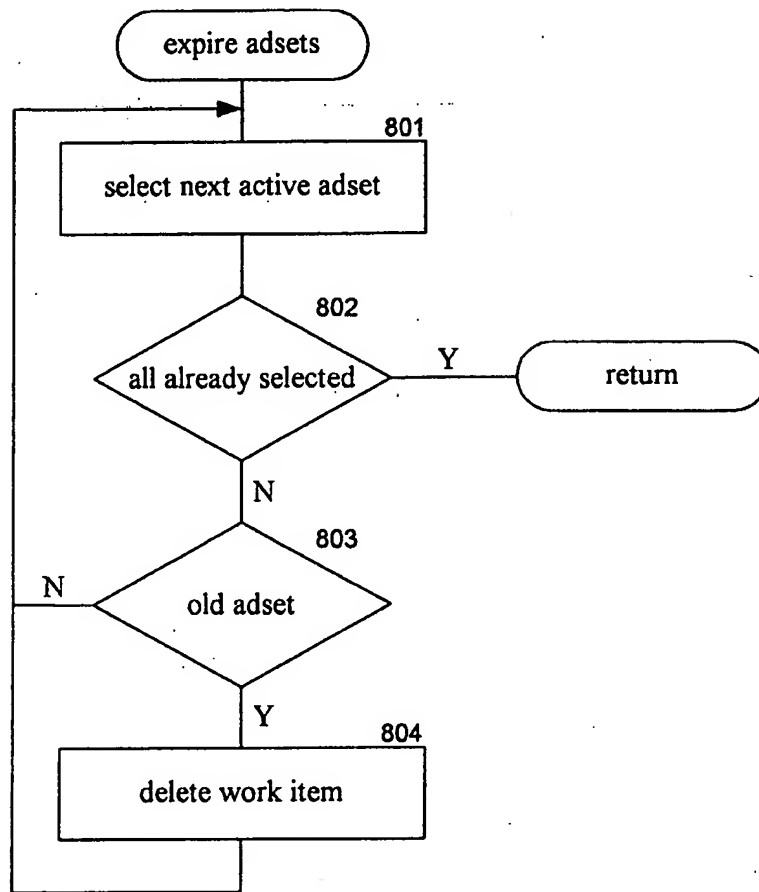 expire adsets
801
select next active adset
802
all already selected
Y
return
N
803
N
old adset
Y
804
delete work item